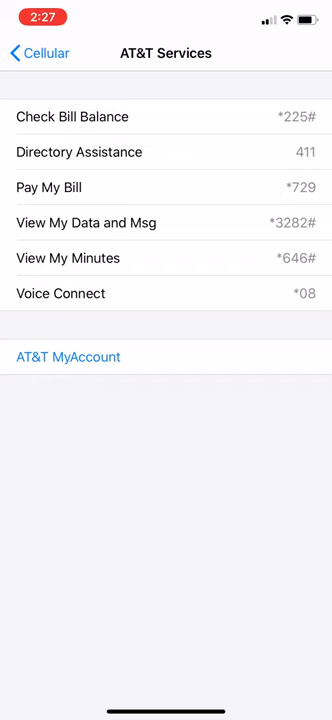 2:27
Cellular
AT&T Services
Check Bill Balance *225#
Directory Assistance 411
Pay My Bill *729
View My Data and Msg *3282#
View My Minutes *646#
Voice Connect *08
AT&T MyAccount